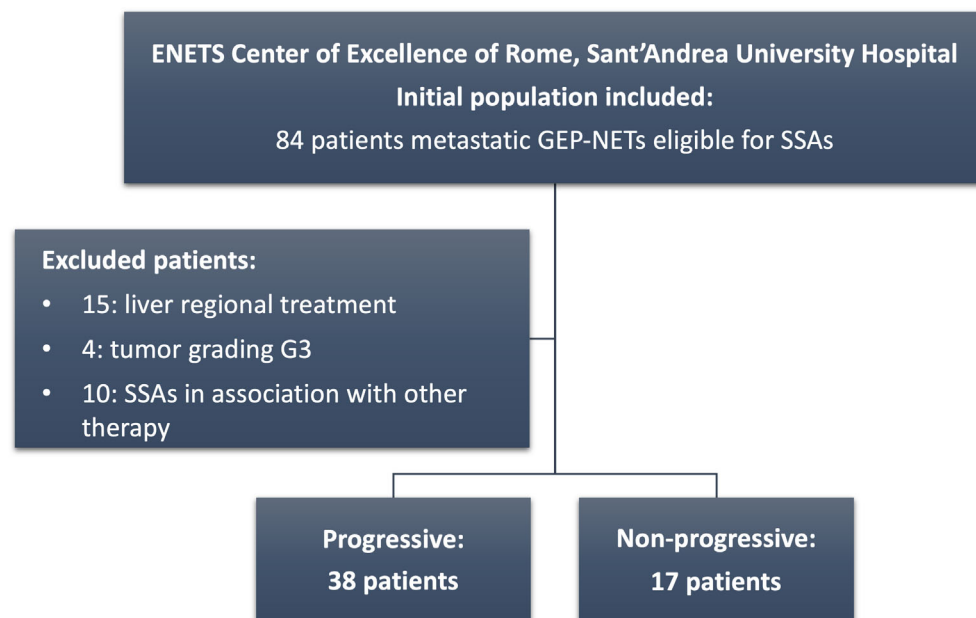 ENETS Center of Excellence of Rome, Sant'Andrea University Hospital
Initial population included:
84 patients metastatic GEP-NETs eligible for SSAs
Excluded patients:
• 15: liver regional treatment
• 4: tumor grading G3
• 10: SSAs in association with other
therapy
Progressive:
38 patients
Non-progressive:
17 patients